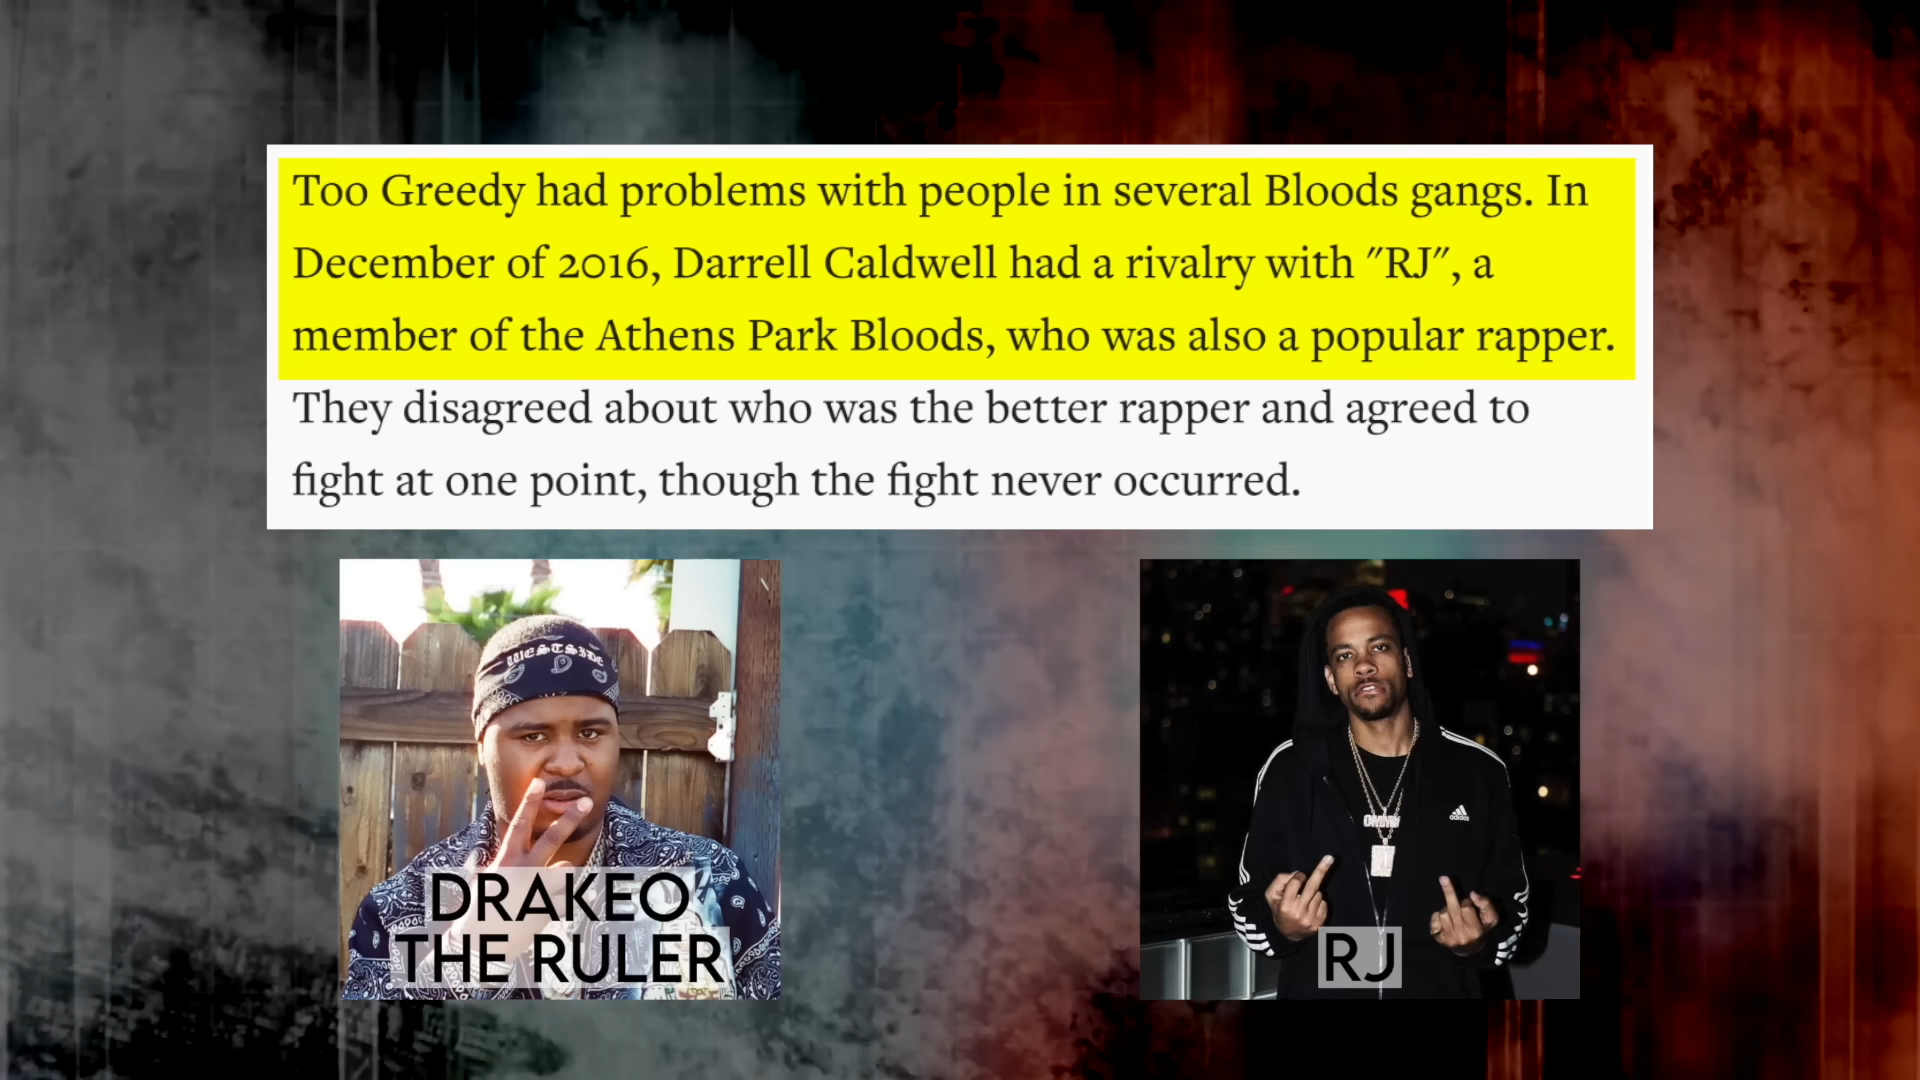 Too Greedy had problems with people in several Bloods gangs. In
December of 2016, Darrell Caldwell had a rivalry with "RJ", a
member of the Athens Park Bloods, who was also a popular rapper.
They disagreed about who was the better rapper and agreed to
fight at one point, though the fight never occurred.
WESTSIDE
DRAKEO
THE RULER
adidas
RJ